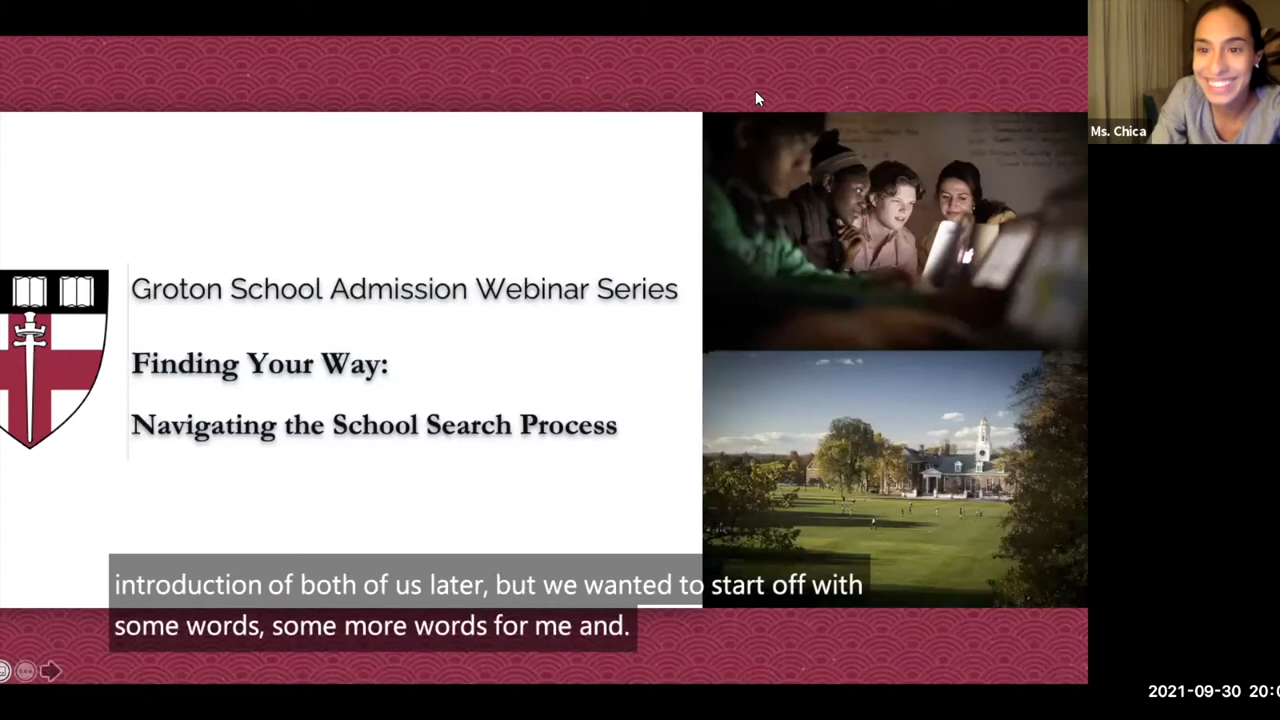 Ms. Chica
Groton School Admission Webinar Series
Finding Your Way:
Navigating the School Search Process
introduction of both of us later, but we wanted to start off with
some words, some more words for me and.
2021-09-30 20:0